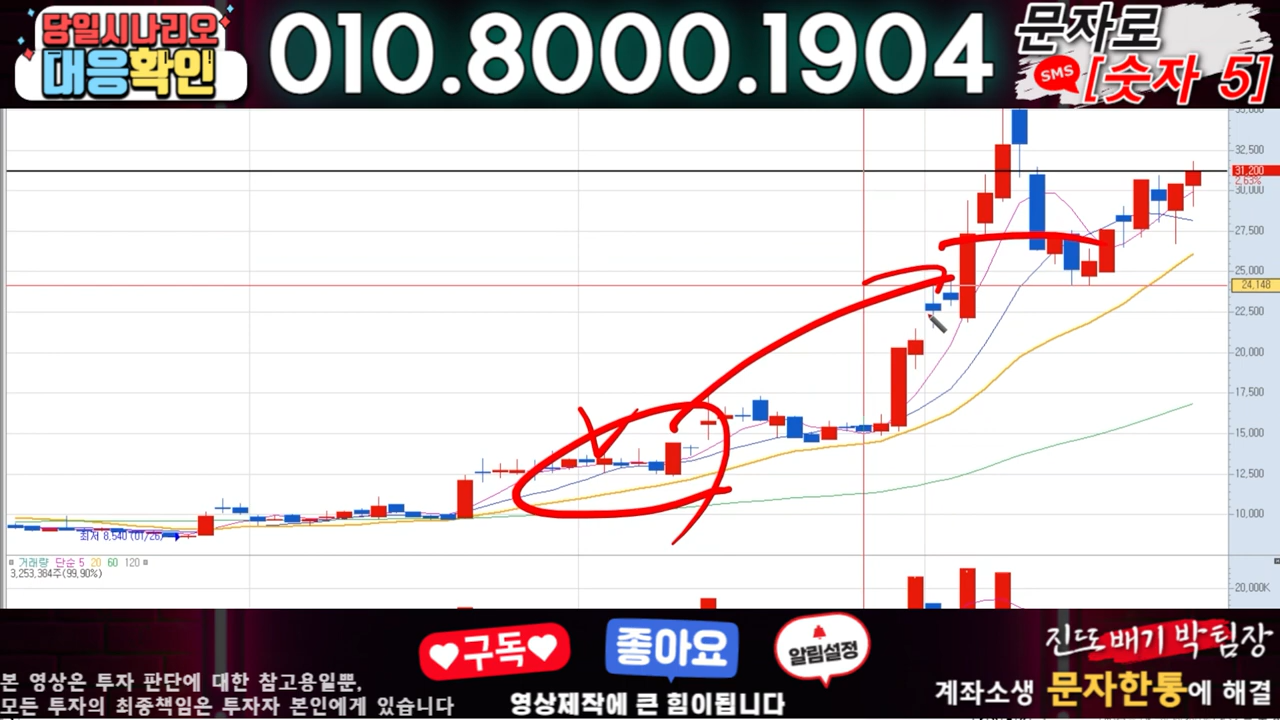 당일시나리오
대응확인
010.8000.1904
문자로
SMS
[숫자 5]
32,500
31,200
2.63%
30,000
27,500
25,000
24,148
22,500
20,000
17,500
15,000
12,500
10,000
최저 8,540 (01/26)
거래량 단순 5 20 60 120
3,253,384주(99.90%)
20,000K
구독
좋아요
알림설정
진또배기 박팀장
본 영상은 투자 판단에 대한 참고용일뿐,
모든 투자의 최종책임은 투자자 본인에게 있습니다
영상제작에 큰 힘이됩니다
계좌소생 문자한통에 해결